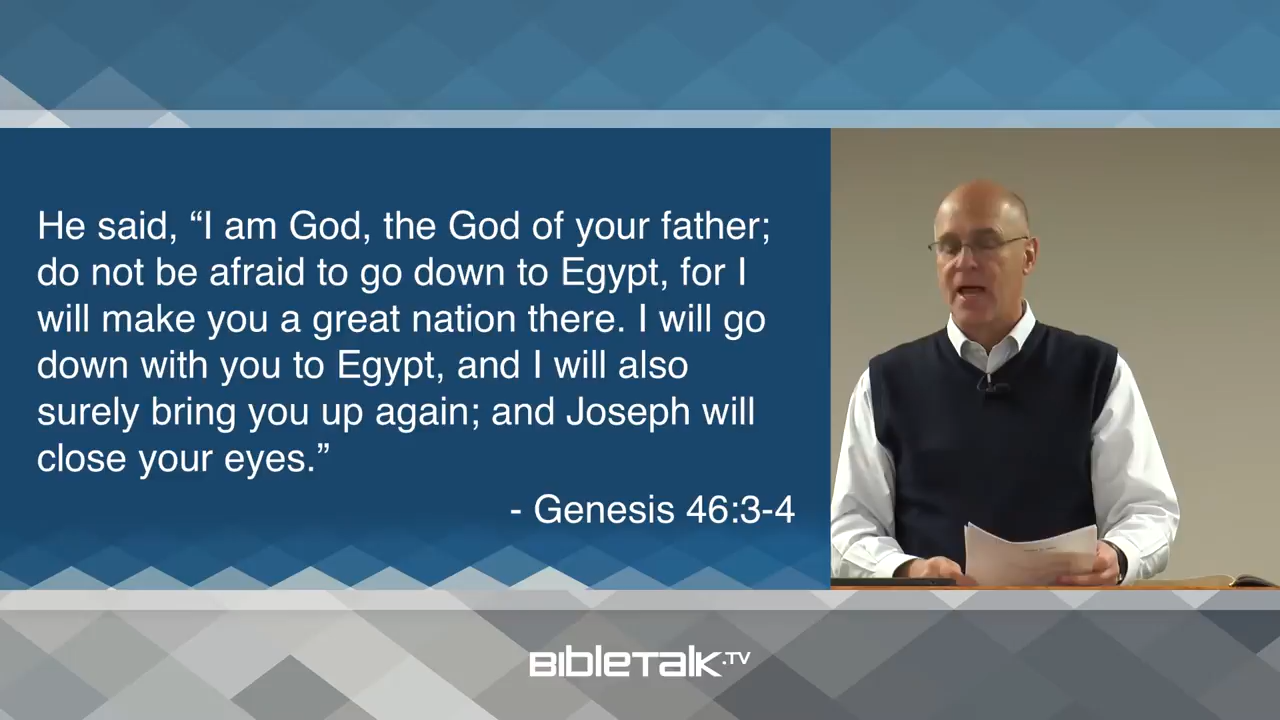 He said, “I am God, the God of your father;
do not be afraid to go down to Egypt, for I
will make you a great nation there. I will go
down with you to Egypt, and I will also
surely bring you up again; and Joseph will
close your eyes.”
- Genesis 46:3-4
BIBLETALK.TV